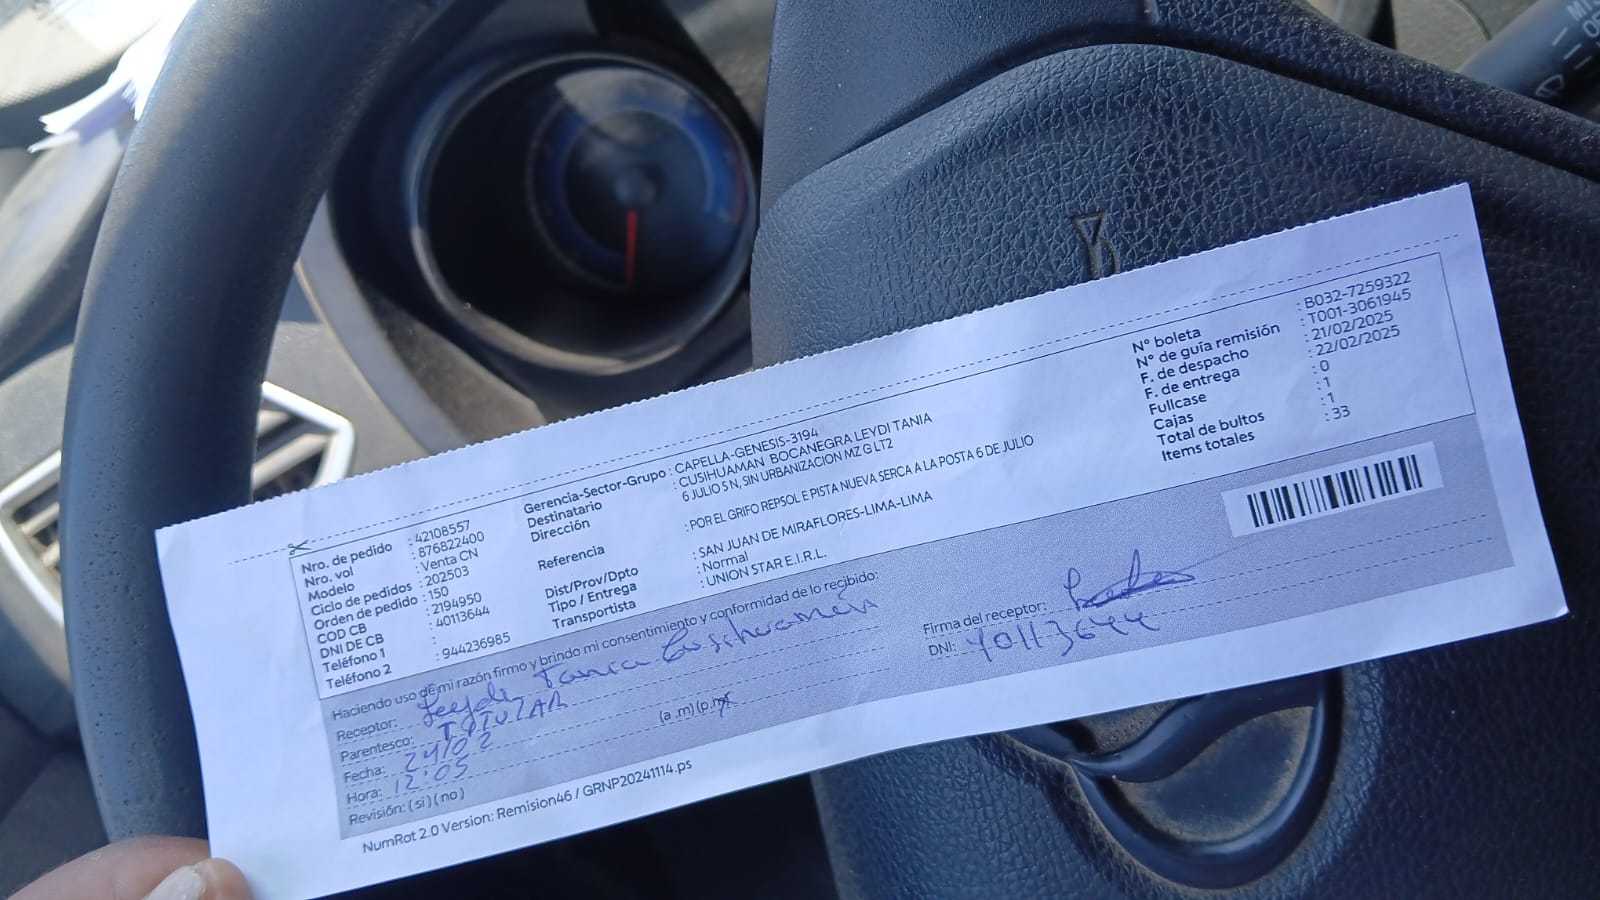 Nro. de pedido : 42108557
Nro. vol : 876822400
Modelo : Venta CN
Ciclo de pedidos : 202503
Orden de pedido : 150
COD CB : 2194950
DNI DE CB : 40113644
Teléfono 1 :
Teléfono 2 : 944236985
Gerencia-Sector-Grupo : CAPELLA-GENESIS-3194
Destinatario : CUSIHUAMAN BOCANEGRA LEYDI TANIA
Dirección 6 JULIO S N, SIN URBANIZACION MZ G LT2
Referencia : POR EL GRIFO REPSOL E PISTA NUEVA SERCA A LA POSTA 6 DE JULIO
Dist/Prov/Dpto : SAN JUAN DE MIRAFLORES-LIMA-LIMA
Tipo / Entrega : Normal
Transportista : UNION STAR E.I.R.L.
N° boleta : B032-7259322
N° de guía remisión : T001-3061945
F. de despacho : 21/02/2025
F. de entrega : 22/02/2025
Fullcase : 0
Cajas : 1
Total de bultos : 1
Items totales : 33
Haciendo uso de mi razón firmo y brindo mi consentimiento y conformidad de lo recibido:
Receptor: Leydi Tania Cusihuaman
Parentesco: TITULAR
Fecha: 24/02
Hora: 12:05 (a .m) (p.m)
Revisión: (si) (no)
Firma del receptor:
DNI: 40113644
NumRot 2.0 Version: Remision46 / GRNP20241114.ps
MIS